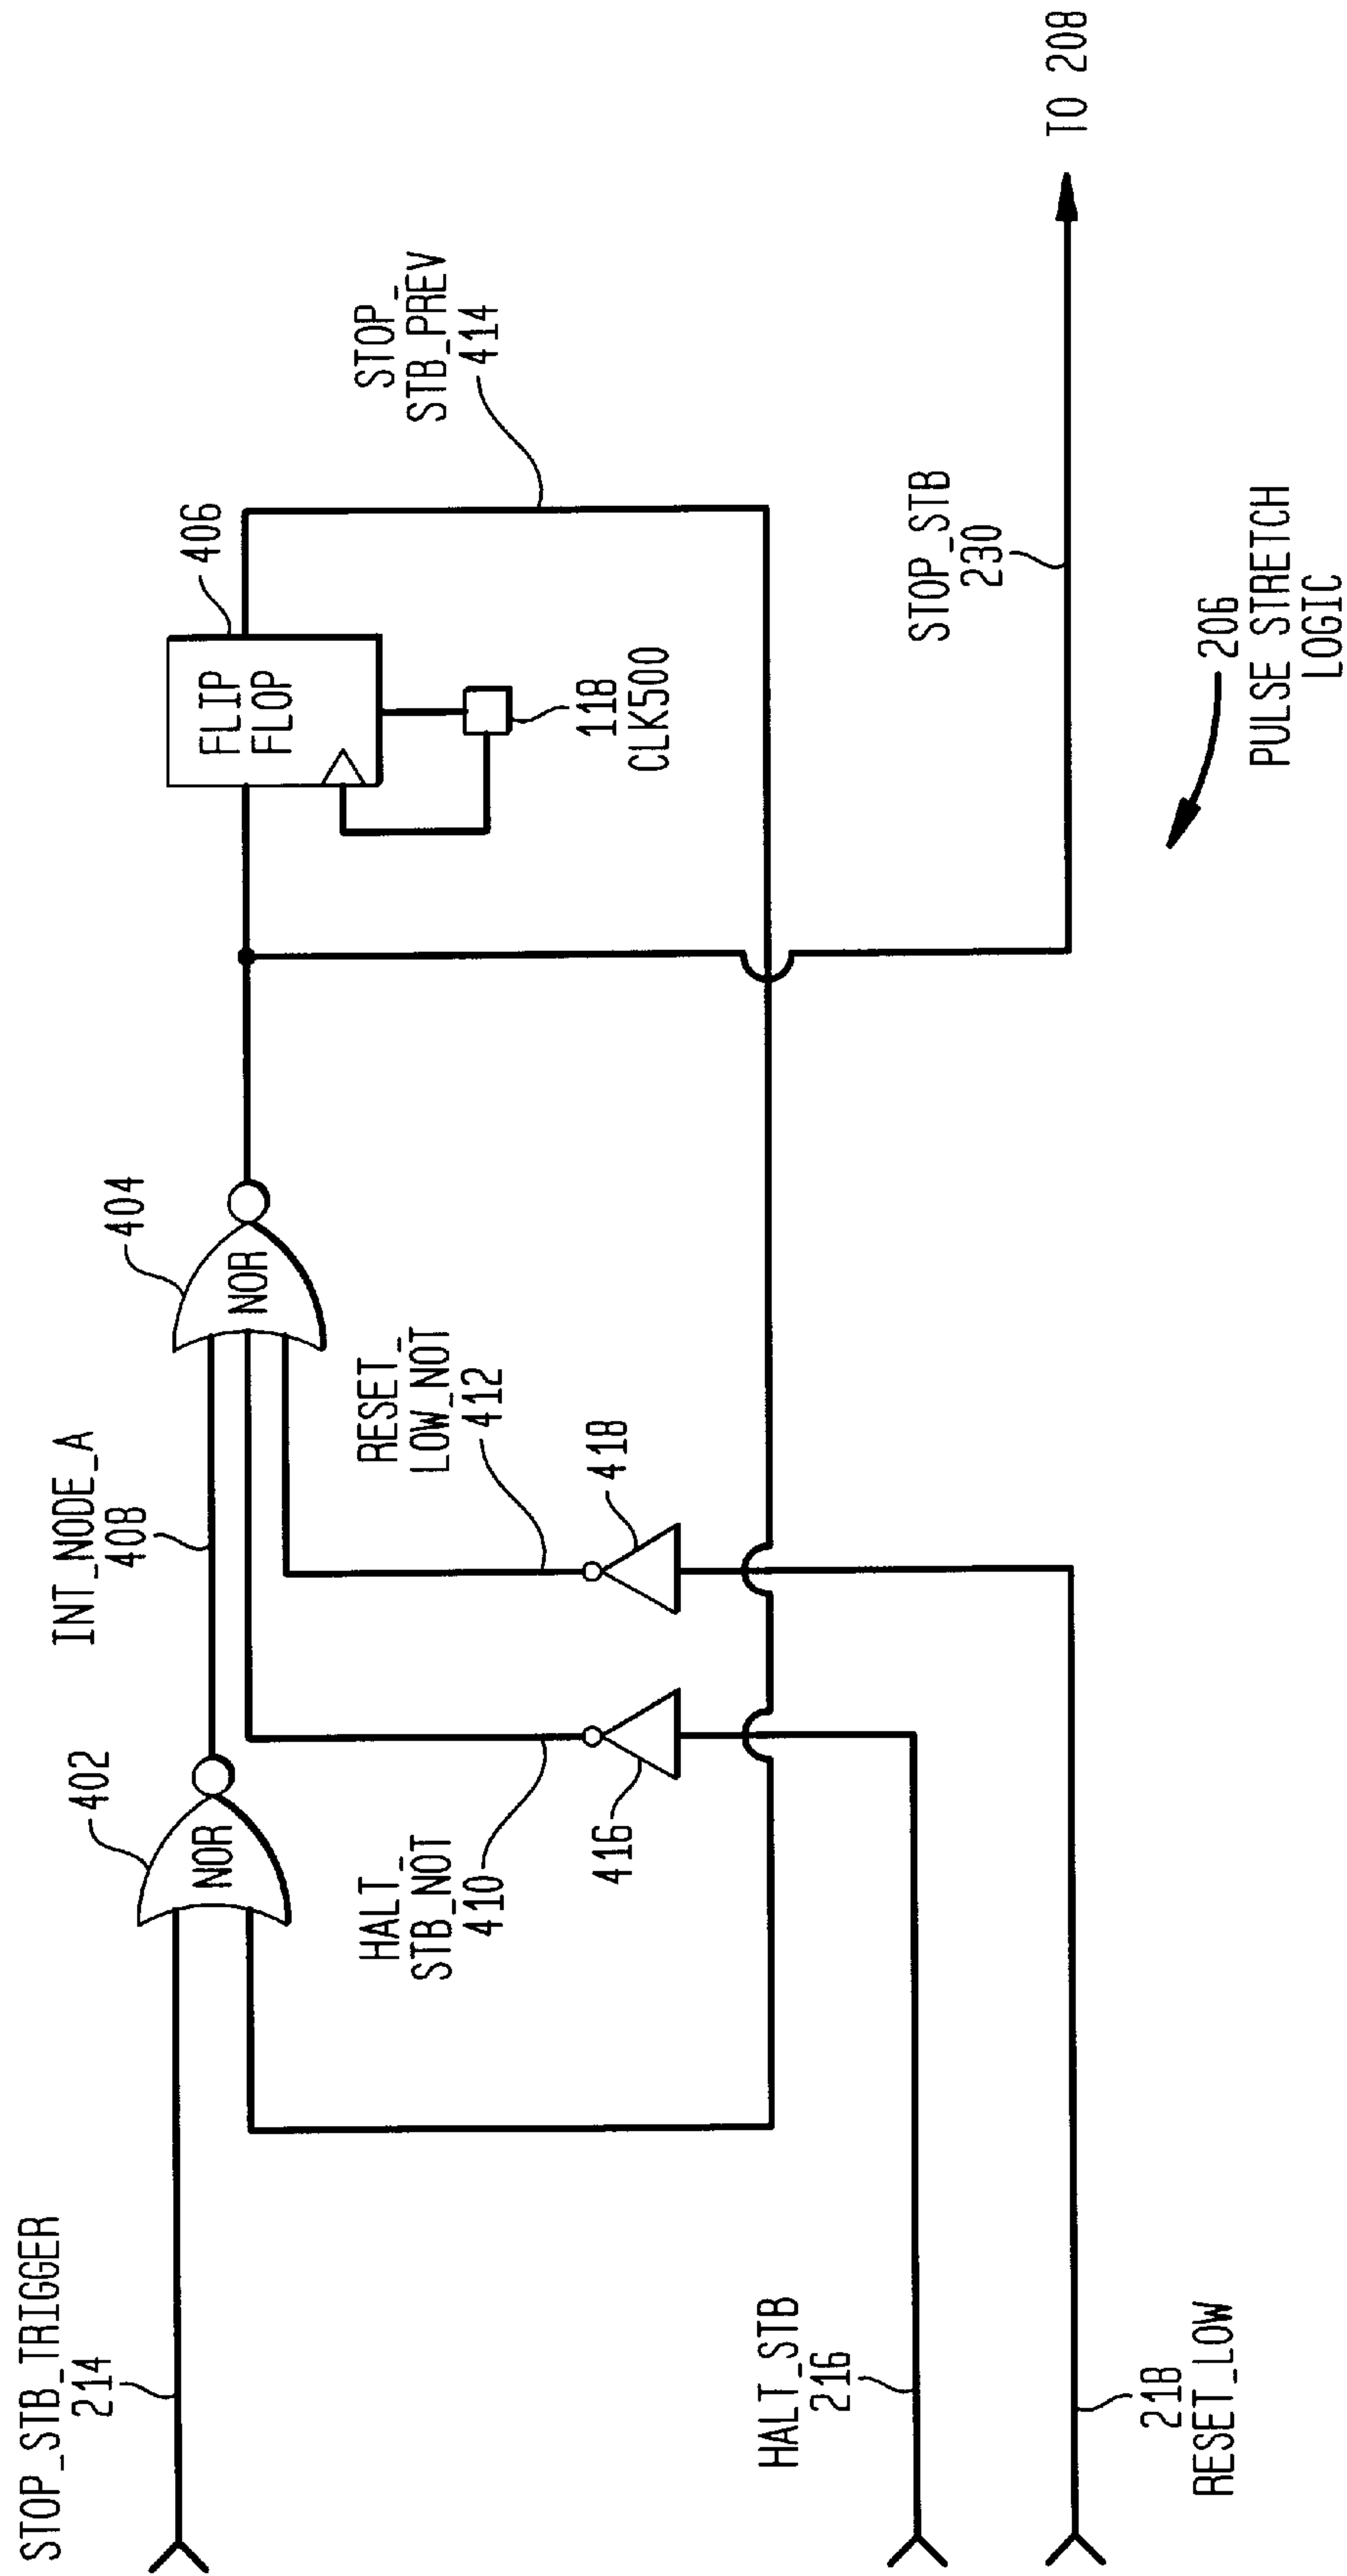 STOP_STB_TRIGGER
214
402
NOR
INT_NODE_A
408
404
NOR
406
FLIP
FLOP
118
CLK500
STOP_
STB_PREV
414
HALT_
STB_NOT
410
416
RESET_
LOW_NOT
412
418
HALT_STB
216
218
RESET_LOW
STOP_STB
230
TO 208
206
PULSE STRETCH
LOGIC